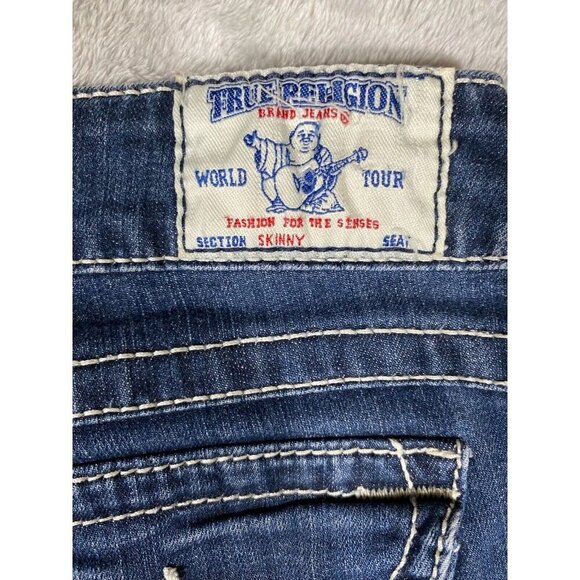 TRUE RELIGION
BRAND JEANS®
WORLD TOUR
FASHION FOR THE SENSES
SECTION SKINNY SEAT